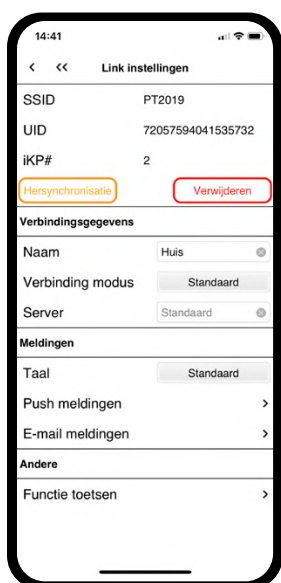 14:41
< << Link instellingen
SSID PT2019
UID 72057594041535732
iKP# 2
Hersynchronisatie Verwijderen
Verbindingsgegevens
Naam Huis
Verbinding modus Standaard
Server Standaard
Meldingen
Taal Standaard
Push meldingen >
E-mail meldingen >
Andere
Functie toetsen >